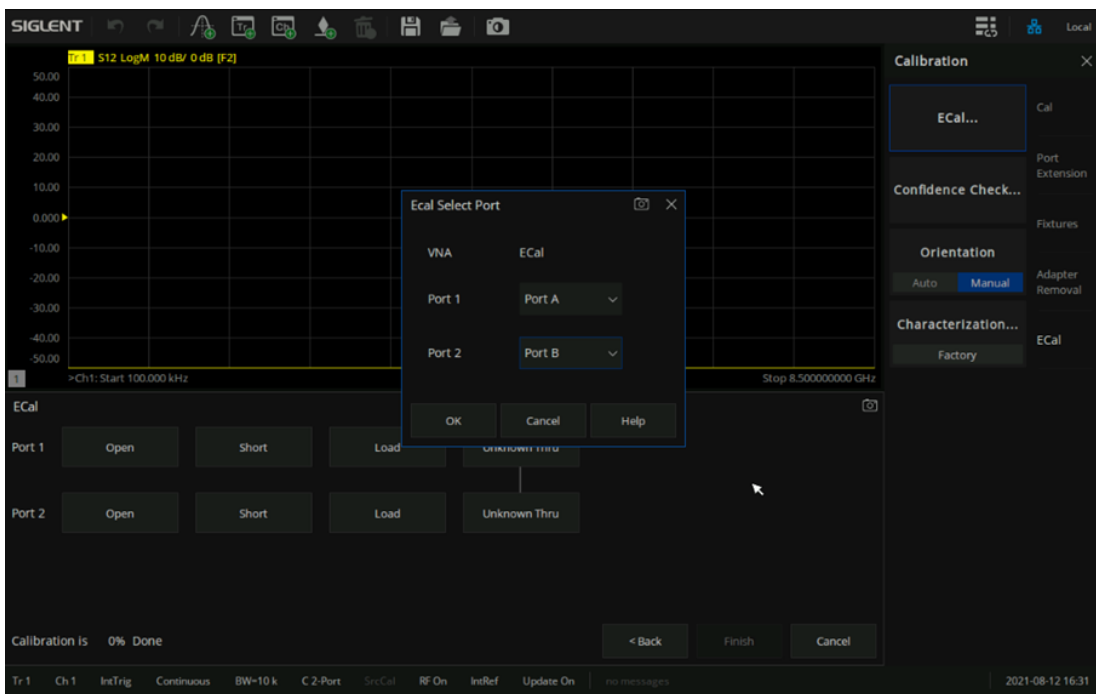 SIGLENT Tr Ch Local
Tr 1 S12 LogM 10 dB/ 0 dB [F2]
50.00
40.00
30.00
20.00
10.00
0.000
-10.00
-20.00
-30.00
-40.00
-50.00
1 >Ch1: Start 100.000 kHz Stop 8.500000000 GHz
Ecal Select Port
VNA ECal
Port 1 Port A
Port 2 Port B
OK Cancel Help
Calibration
ECal...
Confidence Check...
Orientation
Auto Manual
Characterization...
Factory
Cal
Port
Extension
Fixtures
Adapter
Removal
ECal
ECal
Port 1 Open Short Load Unknown Thru
Port 2 Open Short Load Unknown Thru
Calibration is 0% Done < Back Finish Cancel
Tr 1 Ch 1 IntTrig Continuous BW=10 k C 2-Port SrcCal RF On IntRef Update On no messages 2021-08-12 16:31